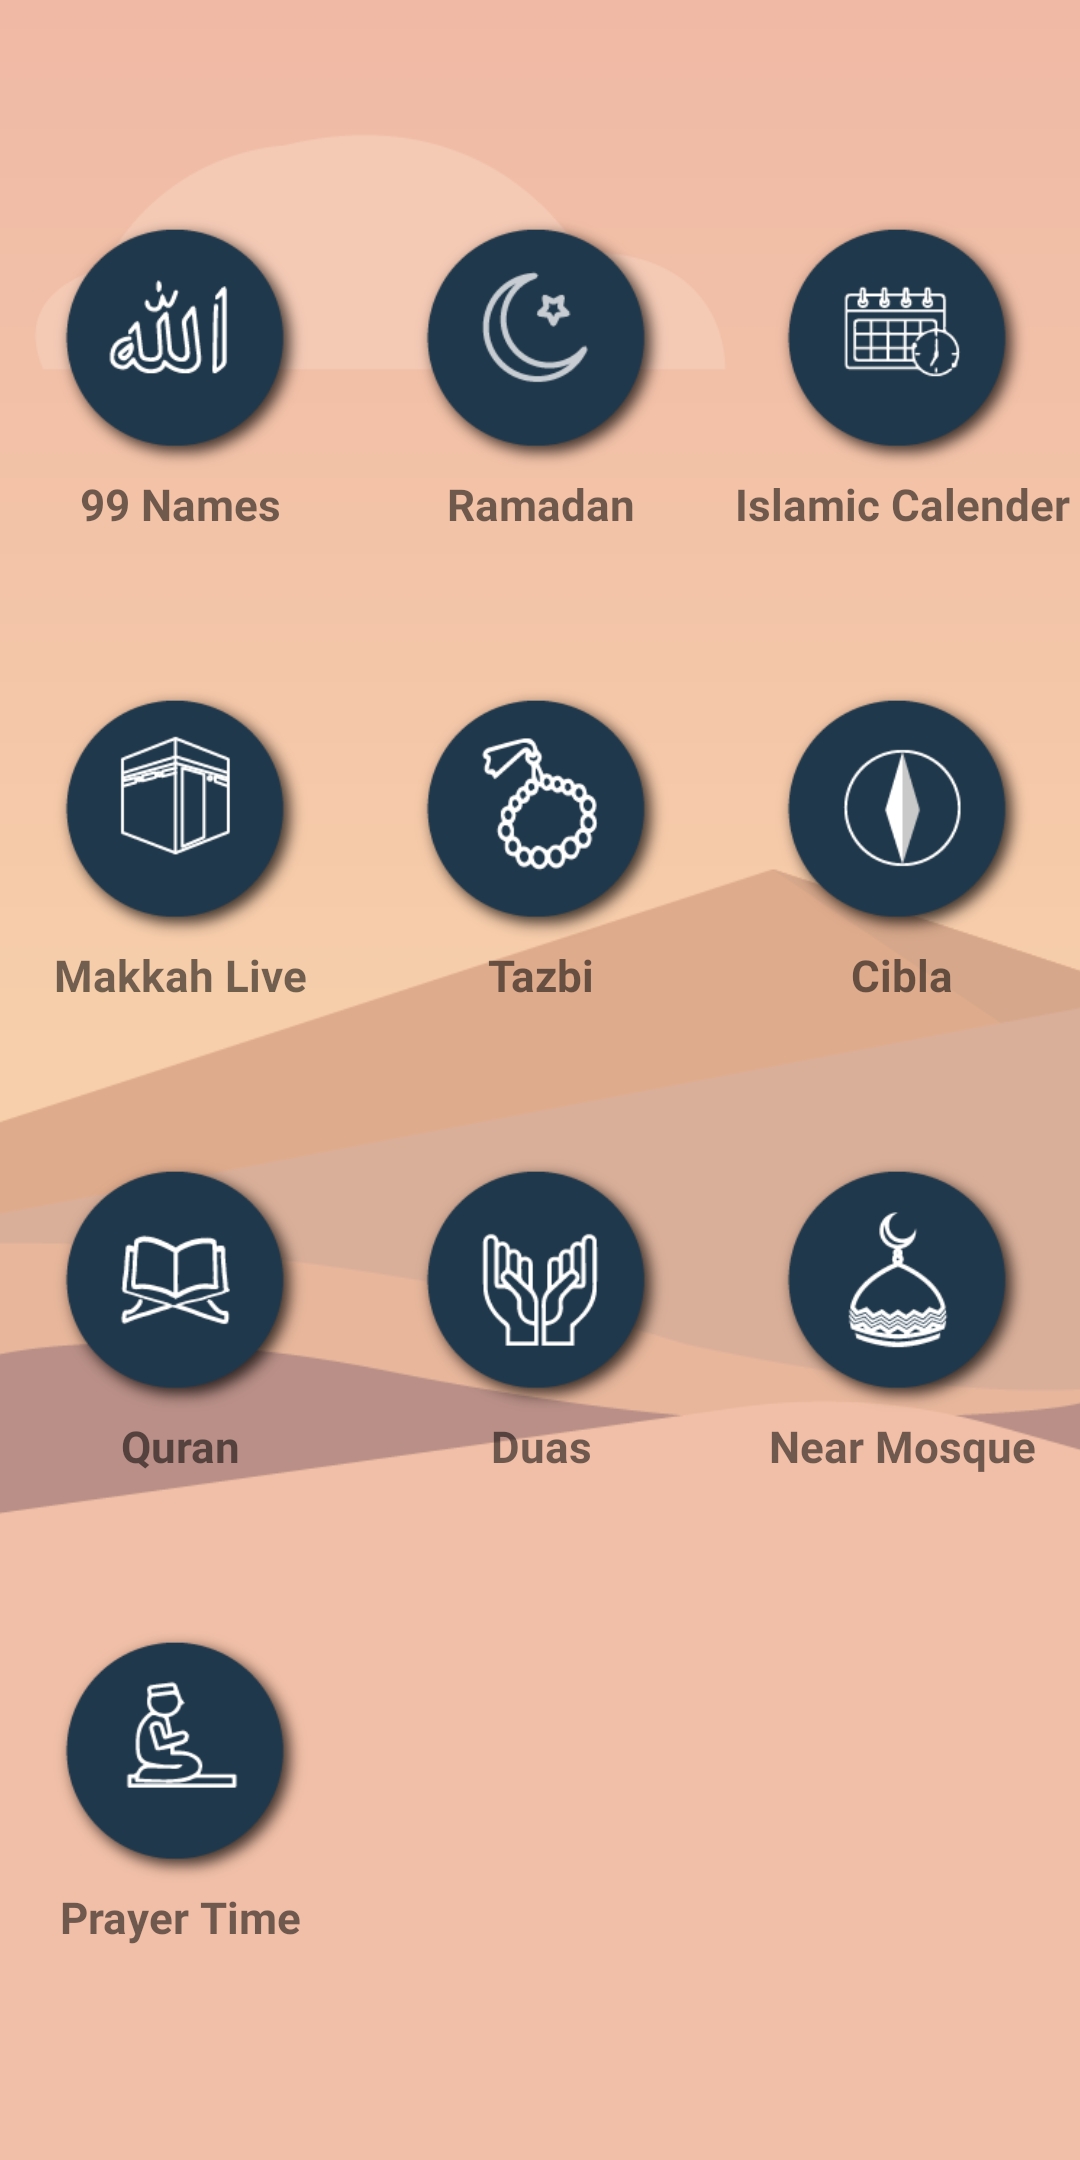 الله
99 Names
Ramadan
Islamic Calender
Makkah Live
Tazbi
Cibla
Quran
Duas
Near Mosque
Prayer Time